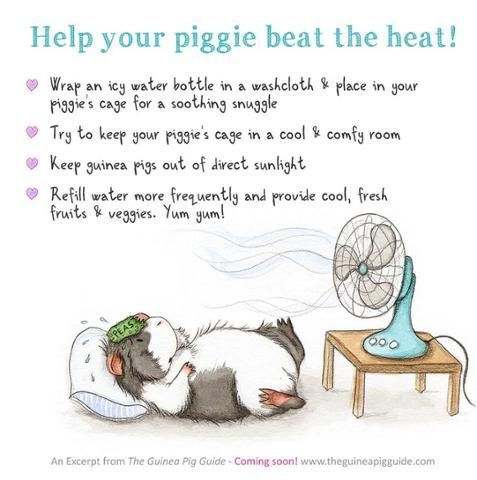 Help your piggie beat the heat!
Wrap an icy water bottle in a washcloth & place in your
piggie's cage for a soothing snuggle
Try to keep your piggie's cage in a cool & comfy room
Keep guinea pigs out of direct sunlight
Refill water more frequently and provide cool, fresh
fruits & veggies. Yum yum!
PEAS
An Excerpt from The Guinea Pig Guide - Coming soon! www.theguineapigguide.com